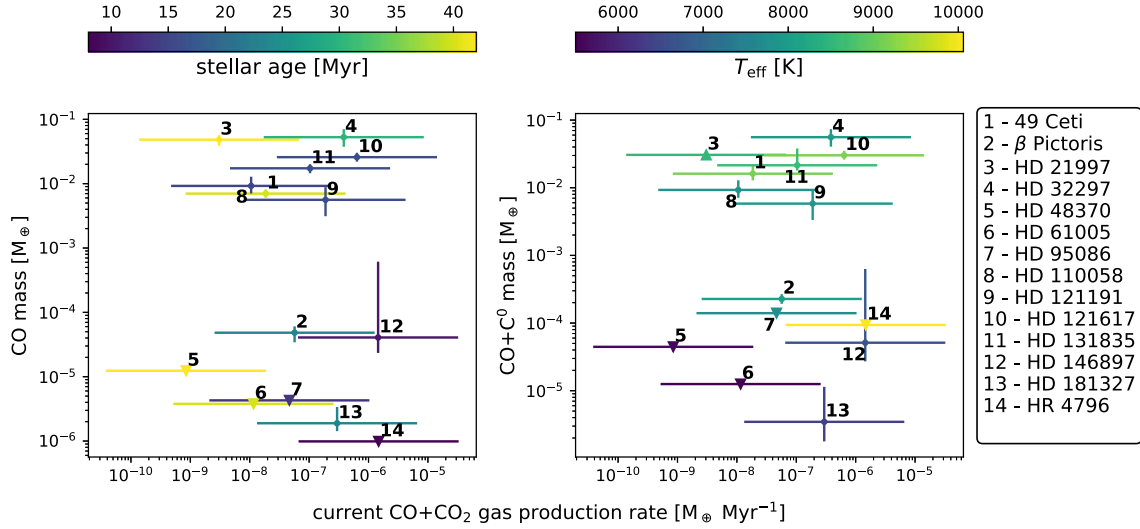 10 15 20 25 30 35 40
stellar age [Myr]
6000 7000 8000 9000 10000
T_eff [K]
10⁻¹
10⁻²
10⁻³
10⁻⁴
10⁻⁵
10⁻⁶
CO mass [M⊕]
3
4
10
11
1
8
9
2
12
5
6
7
13
14
10⁻¹⁰ 10⁻⁹ 10⁻⁸ 10⁻⁷ 10⁻⁶ 10⁻⁵
10⁻¹
10⁻²
10⁻³
10⁻⁴
10⁻⁵
CO+C⁰ mass [M⊕]
4
3
10
1
11
8
9
2
7
14
5
12
6
13
10⁻¹⁰ 10⁻⁹ 10⁻⁸ 10⁻⁷ 10⁻⁶ 10⁻⁵
current CO+CO₂ gas production rate [M⊕ Myr⁻¹]
1 - 49 Ceti
2 - β Pictoris
3 - HD 21997
4 - HD 32297
5 - HD 48370
6 - HD 61005
7 - HD 95086
8 - HD 110058
9 - HD 121191
10 - HD 121617
11 - HD 131835
12 - HD 146897
13 - HD 181327
14 - HR 4796